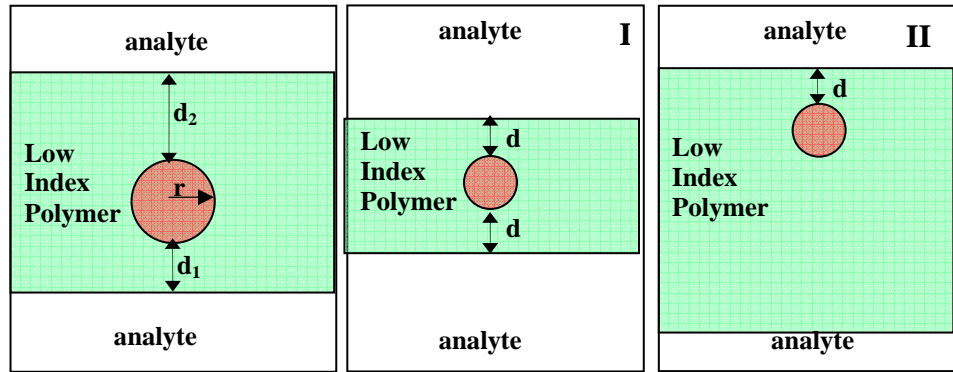 analyte
d2
Low
Index
Polymer
r
d1
analyte
analyte
I
d
Low
Index
Polymer
d
analyte
analyte
II
d
Low
Index
Polymer
analyte